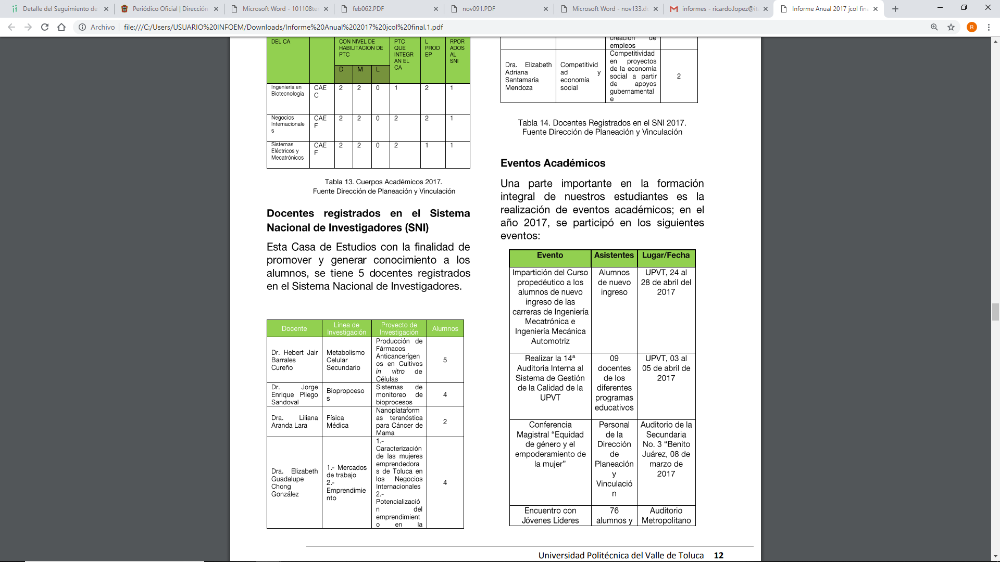 Detalle del Seguimiento de
Periódico Oficial | Dirección
Microsoft Word - 101108ter
feb062.PDF
nov091.PDF
Microsoft Word - nov133.do
informes - ricardo.lopez@it
Informe Anual 2017 jcol fina
Archivo
file:///C:/Users/USUARIO%20INFOEM/Downloads/Informe%20Anual%202017%20jcol%20final.1.pdf
R
DEL CA
CON NIVEL DE
HABILITACION DE
PTC
D M L
PTC
QUE
INTEGR
AN EL
CA
L
PROD
EP
RPOR
ADOS
AL
SNI
Ingeniería en
Biotecnología
CAE
C
2 2 0 1 2 1
Negocios
Internacionale
s
CAE
F
2 2 0 2 2 1
Sistemas
Eléctricos y
Mecatrónicos
CAE
F
2 2 0 2 1 1
Tabla 13. Cuerpos Académicos 2017.
Fuente Dirección de Planeación y Vinculación
Docentes registrados en el Sistema
Nacional de Investigadores (SNI)
Esta Casa de Estudios con la finalidad de
promover y generar conocimiento a los
alumnos, se tiene 5 docentes registrados
en el Sistema Nacional de Investigadores.
Docente
Línea de
Investigación
Proyecto de
Investigación
Alumnos
Dr. Hebert Jair
Barrales
Cureño
Metabolismo
Celular
Secundario
Producción de
Fármacos
Anticancerígen
os en Cultivos
in vitro de
Células
5
Dr. Jorge
Enrique Pliego
Sandoval
Biopropceso
s
Sistemas de
monitoreo de
bioprocesos
4
Dra. Liliana
Aranda Lara
Física
Médica
Nanoplataform
as teranóstica
para Cáncer de
Mama
2
Dra. Elizabeth
Guadalupe
Chong
González
1.- Mercados
de trabajo
2.-
Emprendimie
nto
1.-
Caracterización
de las mujeres
emprendedora
s de Toluca en
los Negocios
Internacionales
2.-
Potencializació
n del
emprendimient
o en la
4
creación de
empleos
Dra. Elizabeth
Adriana
Santamaría
Mendoza
Competitivid
ad y
economía
social
Competitividad
en proyectos
de la economía
social a partir
de apoyos
gubernamental
e
2
Tabla 14. Docentes Registrados en el SNI 2017.
Fuente Dirección de Planeación y Vinculación
Eventos Académicos
Una parte importante en la formación
integral de nuestros estudiantes es la
realización de eventos académicos; en el
año 2017, se participó en los siguientes
eventos:
Evento
Asistentes
Lugar/Fecha
Impartición del Curso
propedéutico a los
alumnos de nuevo
ingreso de las
carreras de Ingeniería
Mecatrónica e
Ingeniería Mecánica
Automotriz
Alumnos
de nuevo
ingreso
UPVT, 24 al
28 de abril del
2017
Realizar la 14ª
Auditoria Interna al
Sistema de Gestión
de la Calidad de la
UPVT
09
docentes
de los
diferentes
programas
educativos
UPVT, 03 al
05 de abril de
2017
Conferencia
Magistral “Equidad
de género y el
empoderamiento de
la mujer”
Personal
de la
Dirección
de
Planeación
y
Vinculació
n
Auditorio de la
Secundaria
No. 3 “Benito
Juárez, 08 de
marzo de
2017
Encuentro con
Jóvenes Líderes
76
alumnos y
Auditorio
Metropolitano
Universidad Politécnica del Valle de Toluca 12